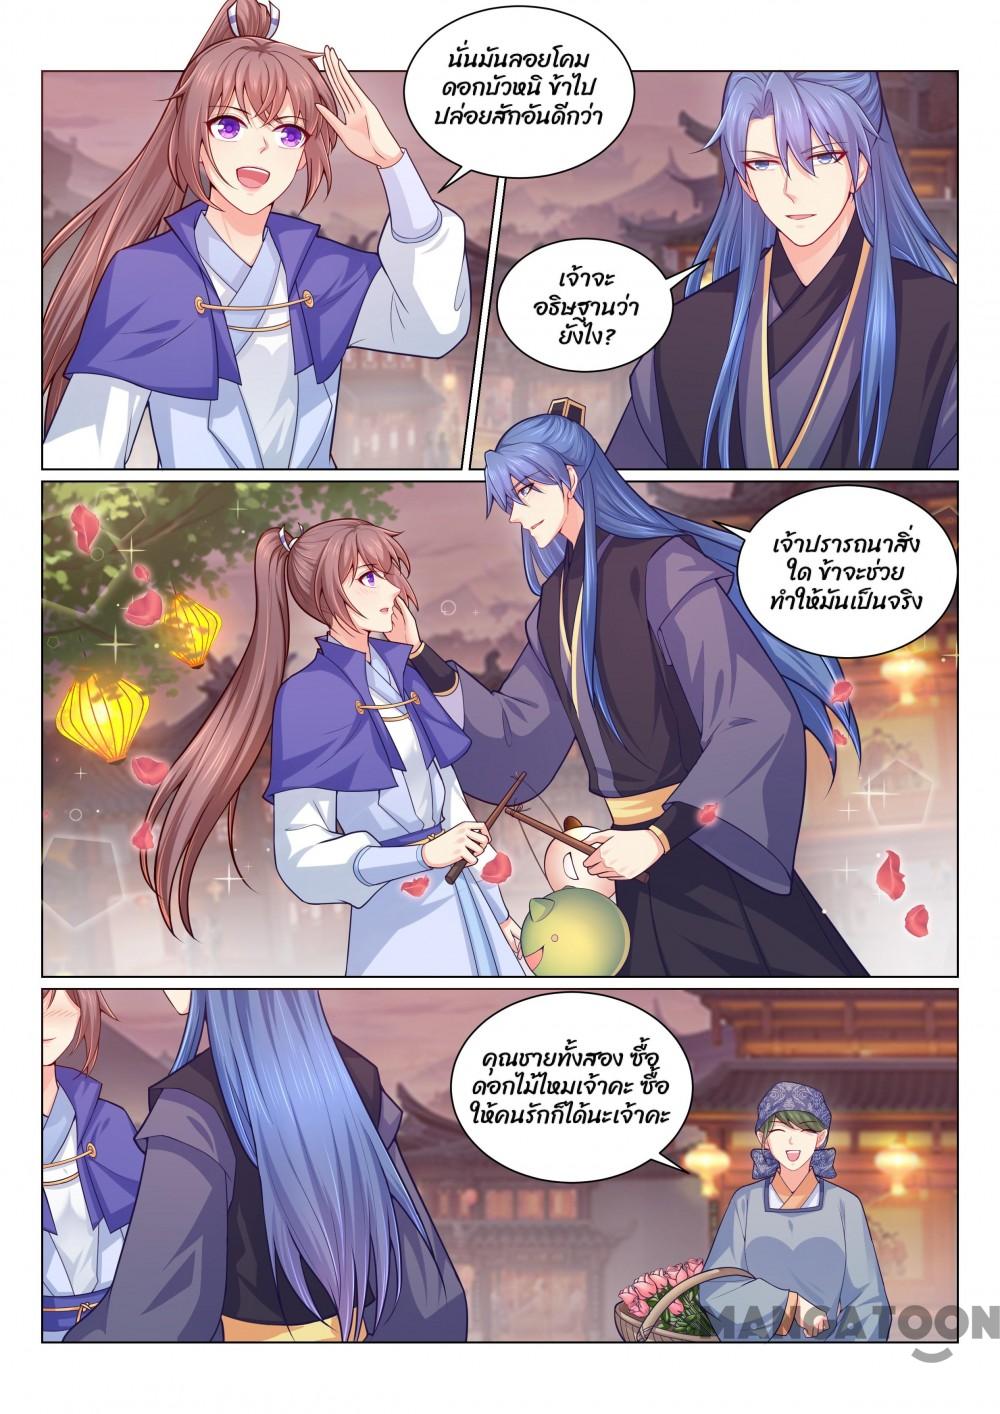 นั่นมันลอยโคม
ดอกบัวหนิ ข้าไป
ปล่อยสักอันดีกว่า
เจ้าจะ
อธิษฐานว่า
ยังไง?
เจ้าปรารถนาสิ่ง
ใด ข้าจะช่วย
ทำให้มันเป็นจริง
คุณชายทั้งสอง ซื้อ
ดอกไม้ไหมเจ้าคะ ซื้อ
ให้คนรักก็ได้นะเจ้าคะ
MANGATOON